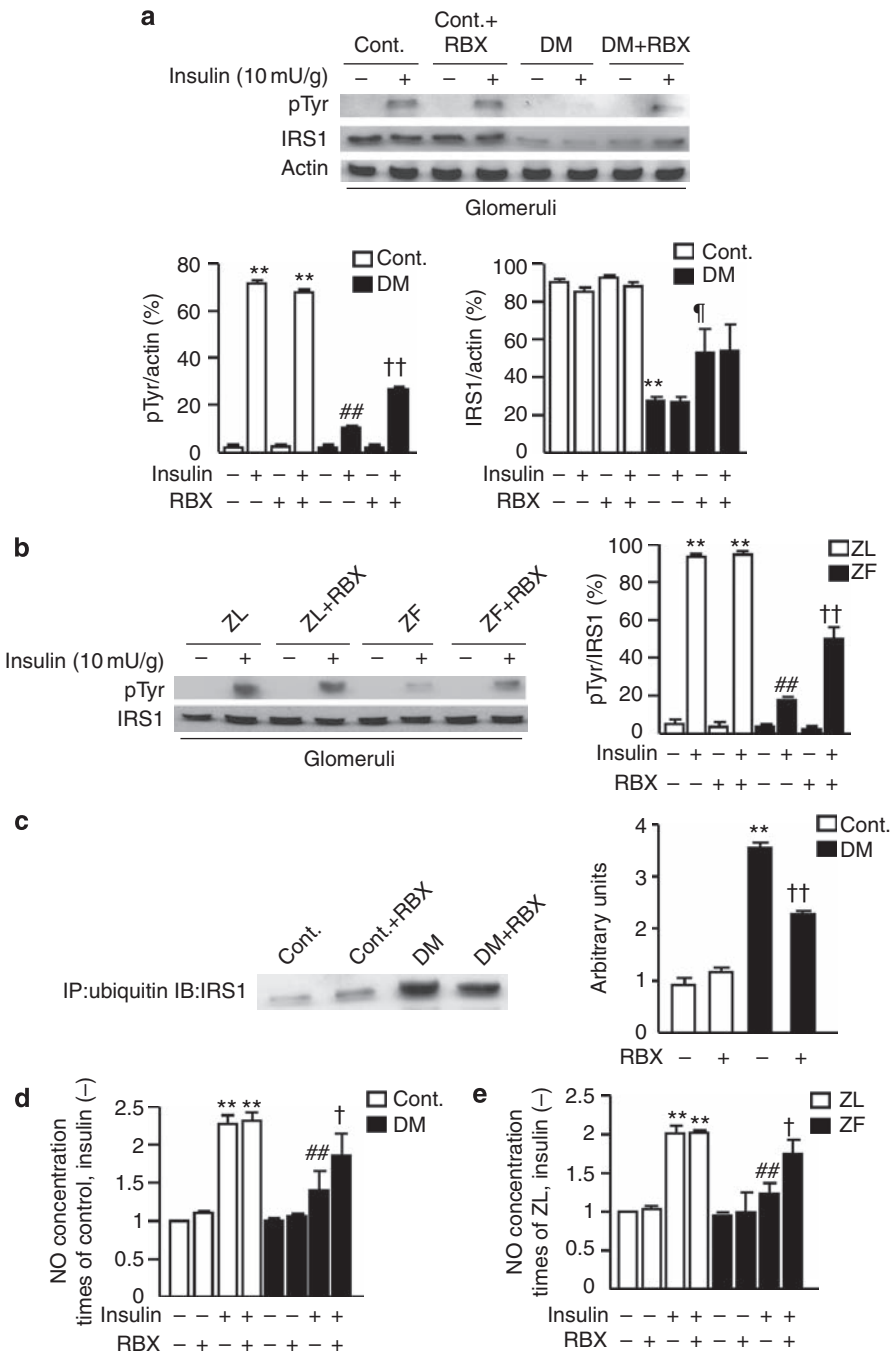 a
Cont. Cont.+ RBX DM DM+RBX
Insulin (10 mU/g) – + – + – + – +
pTyr
IRS1
Actin
Glomeruli
pTyr/actin (%)
80
60
40
20
0
** ** ## ††
Cont.
DM
Insulin – + – + – + – +
RBX – – + + – – + +
IRS1/actin (%)
100
80
60
40
20
0
** ¶
Cont.
DM
Insulin – + – + – + – +
RBX – – + + – – + +
b
ZL ZL+RBX ZF ZF+RBX
Insulin (10 mU/g) – + – + – + – +
pTyr
IRS1
Glomeruli
pTyr/IRS1 (%)
100
80
60
40
20
0
** ** ## ††
ZL
ZF
Insulin – + – + – + – +
RBX – – + + – – + +
c
Cont. Cont.+RBX DM DM+RBX
IP:ubiquitin IB:IRS1
Arbitrary units
4
3
2
1
0
** ††
Cont.
DM
RBX – + – +
d
NO concentration
times of control, insulin (–)
2.5
2
1.5
1
0.5
0
** ** ## †
Cont.
DM
Insulin – – + + – – + +
RBX – + – + – + – +
e
NO concentration
times of ZL, insulin (–)
2.5
2
1.5
1
0.5
0
** ** ## †
ZL
ZF
Insulin – – + + – – + +
RBX – + – + – + – +